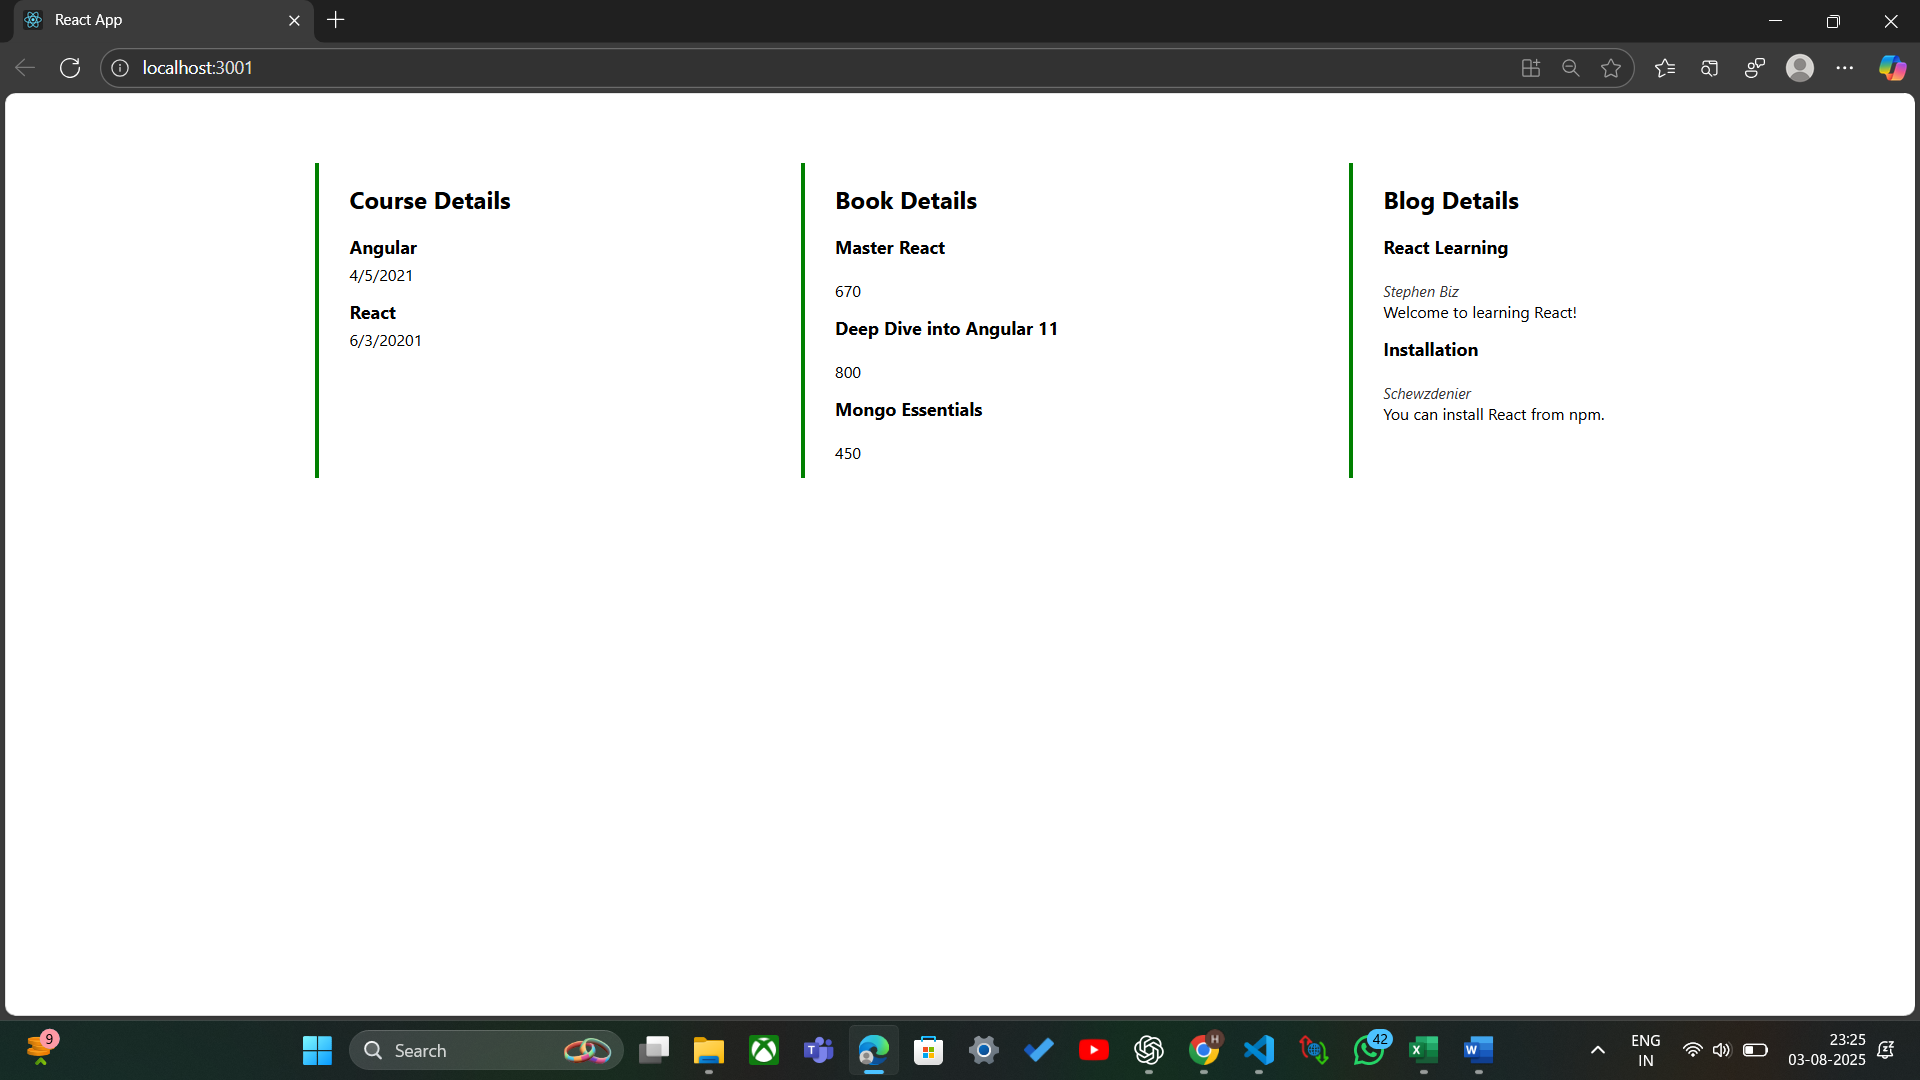 React App
localhost:3001
Course Details
Angular
4/5/2021
React
6/3/20201
Book Details
Master React
670
Deep Dive into Angular 11
800
Mongo Essentials
450
Blog Details
React Learning
Stephen Biz
Welcome to learning React!
Installation
Schewzdenier
You can install React from npm.
9
Search
T
H
42
X
W
ENG
IN
23:25
03-08-2025